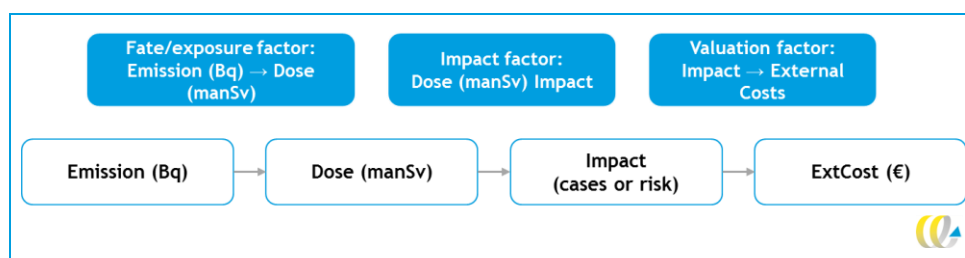 Fate/exposure factor:
Emission (Bq) → Dose
(manSv)
Impact factor:
Dose (manSv) Impact
Valuation factor:
Impact → External
Costs
Emission (Bq)
Dose (manSv)
Impact
(cases or risk)
ExtCost (€)